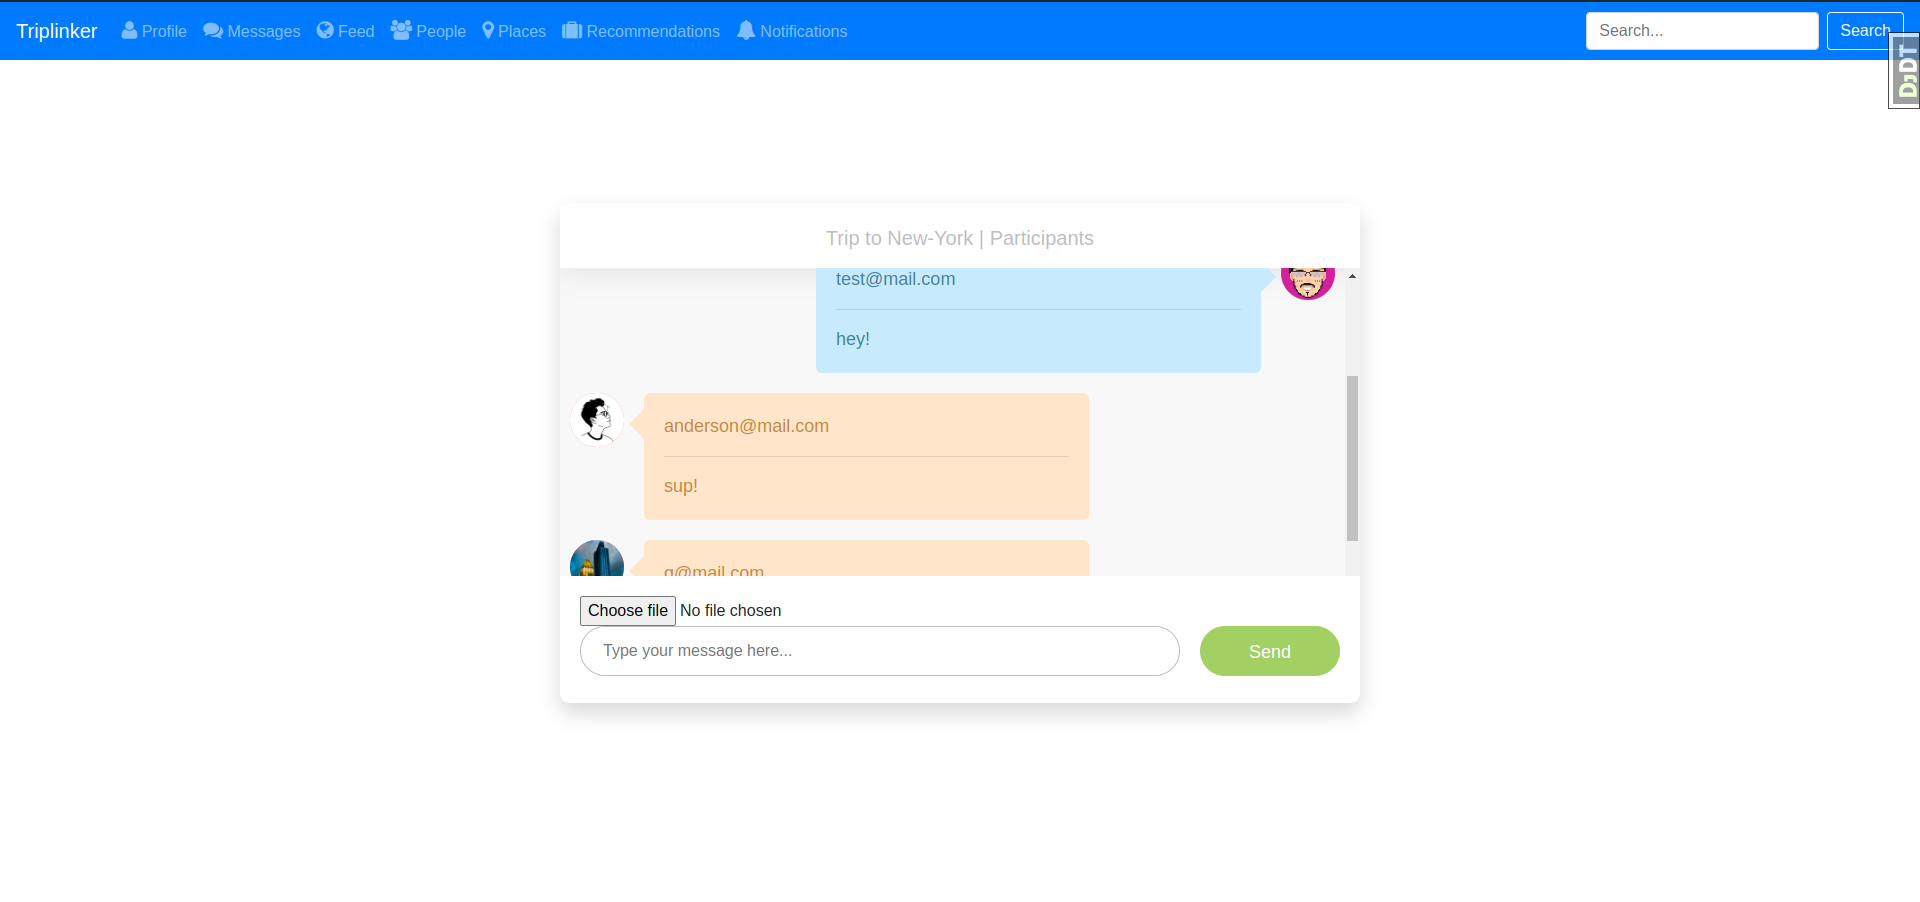 Triplinker Profile Messages Feed People Places Recommendations Notifications Search... Search
DJDT
Trip to New-York | Participants
test@mail.com
hey!
anderson@mail.com
sup!
q@mail.com
Choose file No file chosen
Type your message here... Send